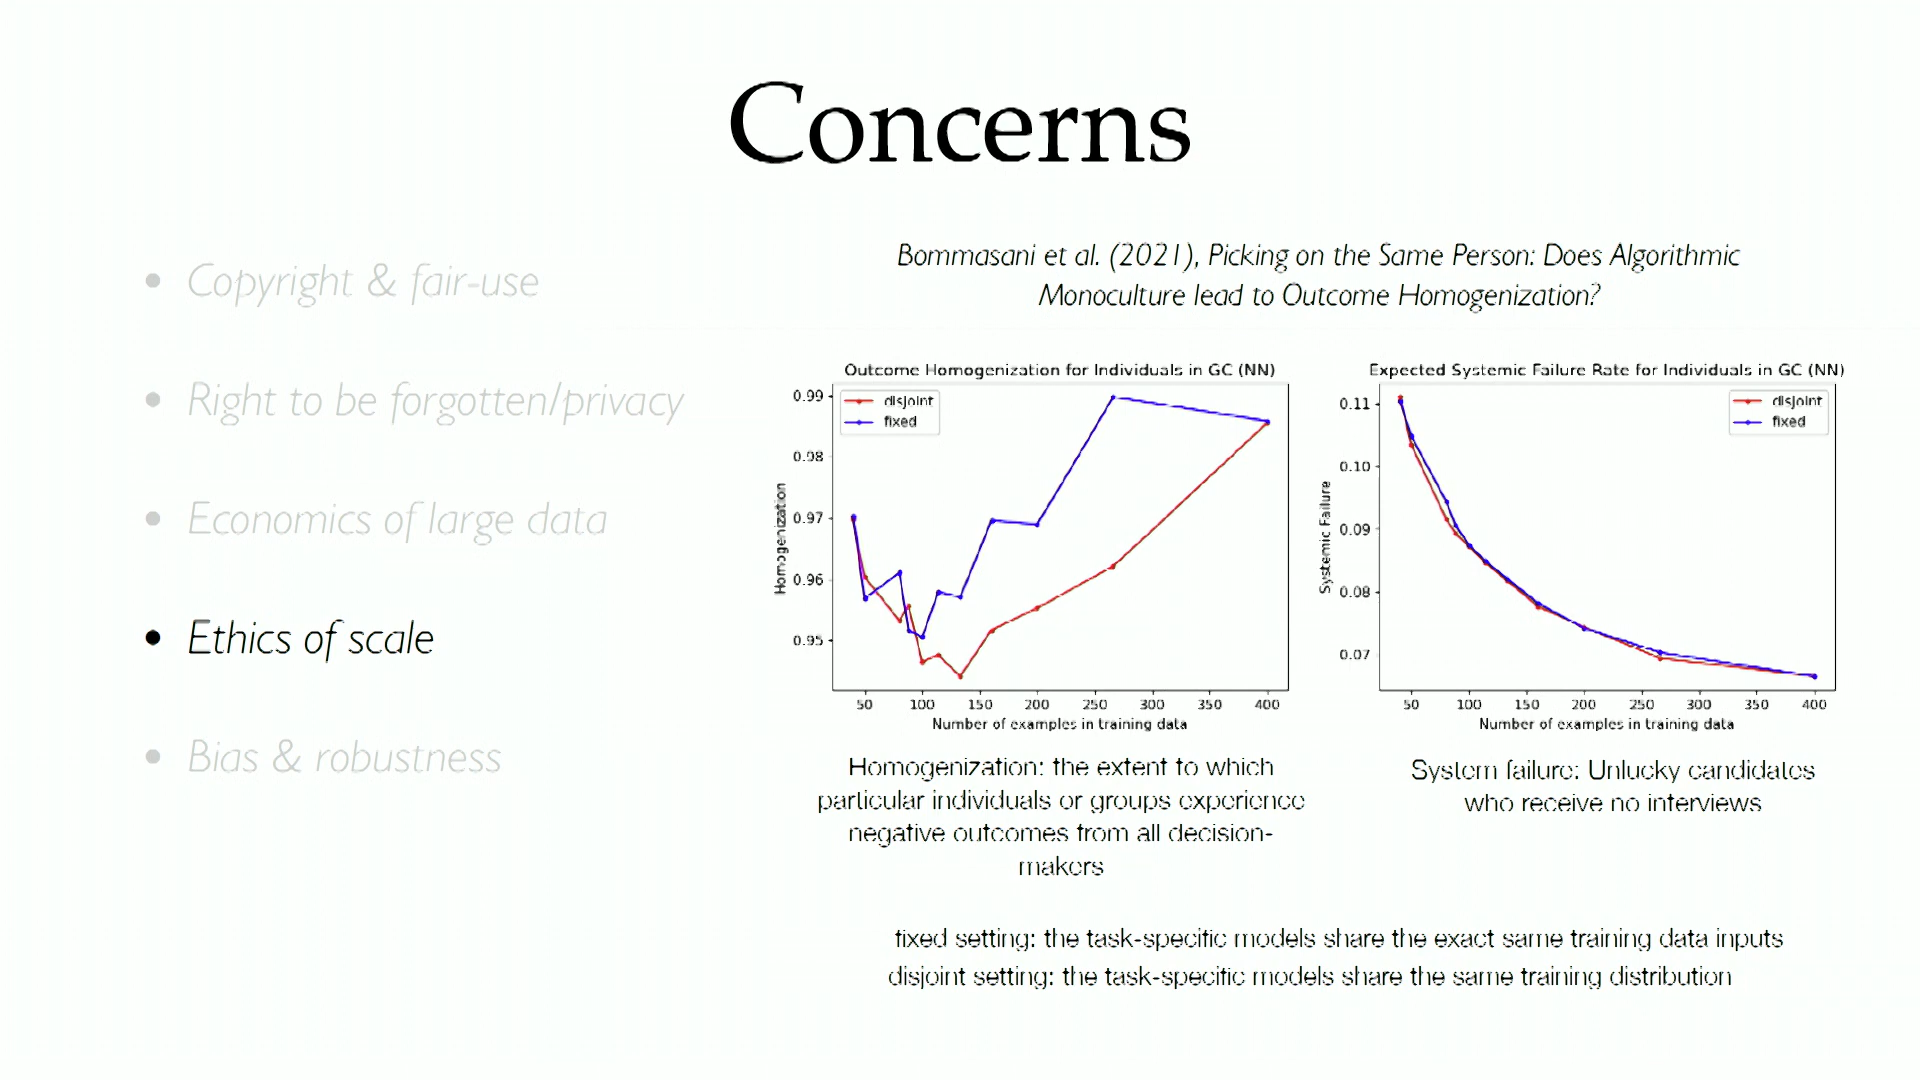 Concerns
• Copyright & fair-use
• Right to be forgotten/privacy
• Economics of large data
• Ethics of scale
• Bias & robustness
Bommasani et al. (2021), Picking on the Same Person: Does Algorithmic
Monoculture lead to Outcome Homogenization?
Outcome Homogenization for Individuals in GC (NN)
disjoint
fixed
Homogenization
0.99
0.98
0.97
0.96
0.95
50 100 150 200 250 300 350 400
Number of examples in training data
Expected Systemic Failure Rate for Individuals in GC (NN)
disjoint
fixed
Systemic Failure
0.11
0.10
0.09
0.08
0.07
50 100 150 200 250 300 350 400
Number of examples in training data
Homogenization: the extent to which
particular individuals or groups experience
negative outcomes from all decision-
makers
System failure: Unlucky candidates
who receive no interviews
fixed setting: the task-specific models share the exact same training data inputs
disjoint setting: the task-specific models share the same training distribution